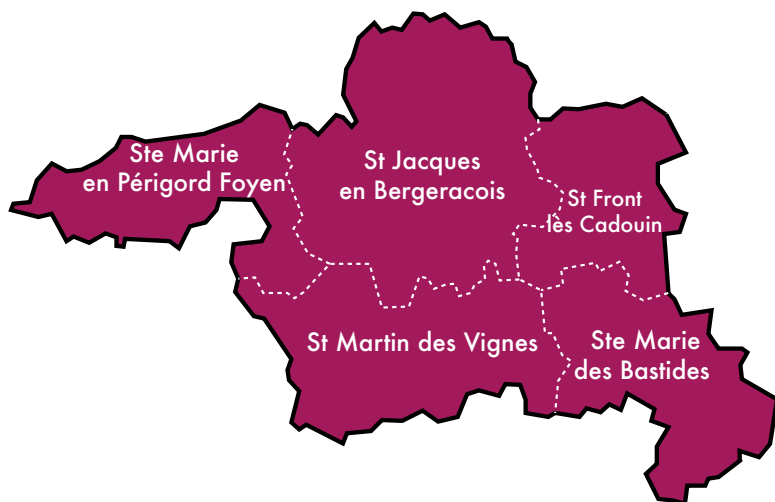 Ste Marie
en Périgord Foyen
St Jacques
en Bergeracois
St Front
lès Cadouin
St Martin des Vignes
Ste Marie
des Bastides